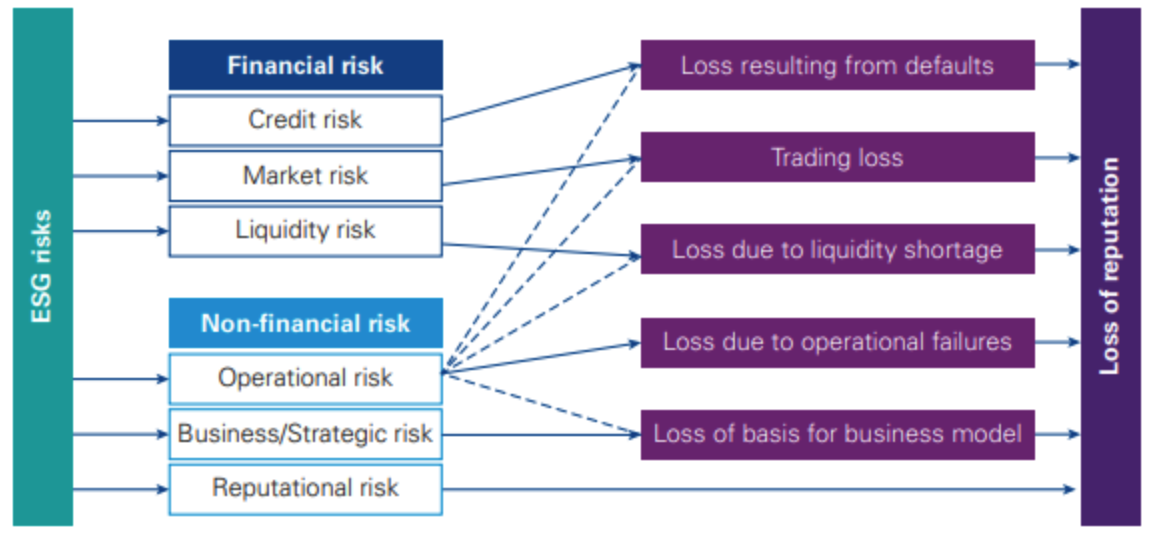 ESG risks
Financial risk
Credit risk
Market risk
Liquidity risk
Non-financial risk
Operational risk
Business/Strategic risk
Reputational risk
Loss resulting from defaults
Trading loss
Loss due to liquidity shortage
Loss due to operational failures
Loss of basis for business model
Loss of reputation